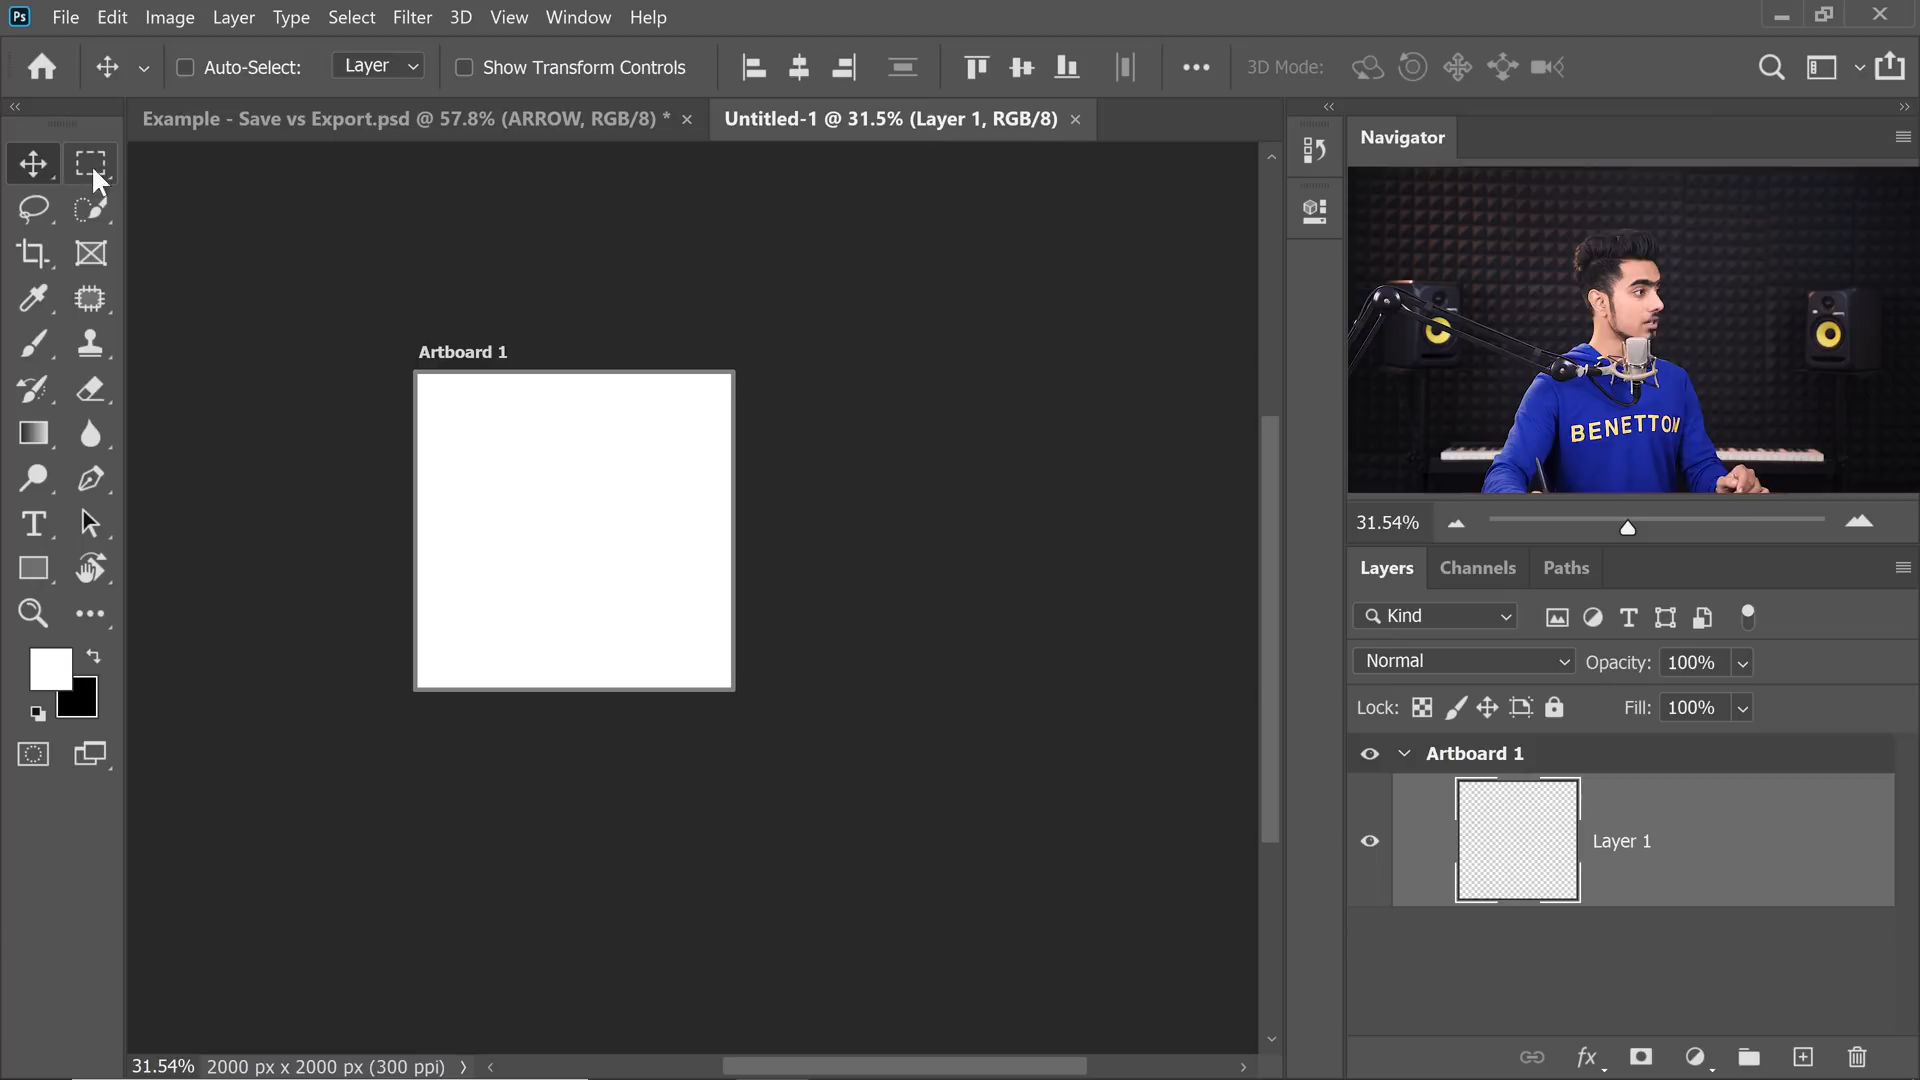 Ps File Edit Image Layer Type Select Filter 3D View Window Help
Auto-Select: Layer Show Transform Controls 3D Mode:
Example - Save vs Export.psd @ 57.8% (ARROW, RGB/8) * Untitled-1 @ 31.5% (Layer 1, RGB/8)
Navigator
Artboard 1
BENETTON
31.54%
Layers Channels Paths
Kind
Normal Opacity: 100%
Lock: Fill: 100%
Artboard 1
Layer 1
31.54% 2000 px x 2000 px (300 ppi)
fx